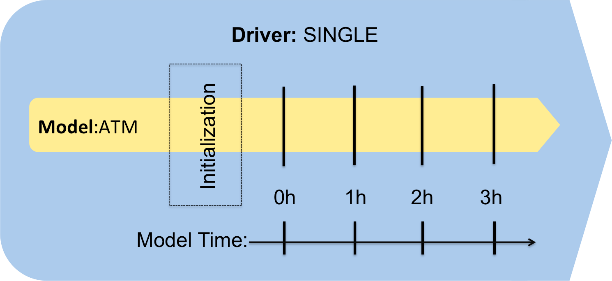 Driver: SINGLE
Model:ATM
Initialization
0h 1h 2h 3h
Model Time: